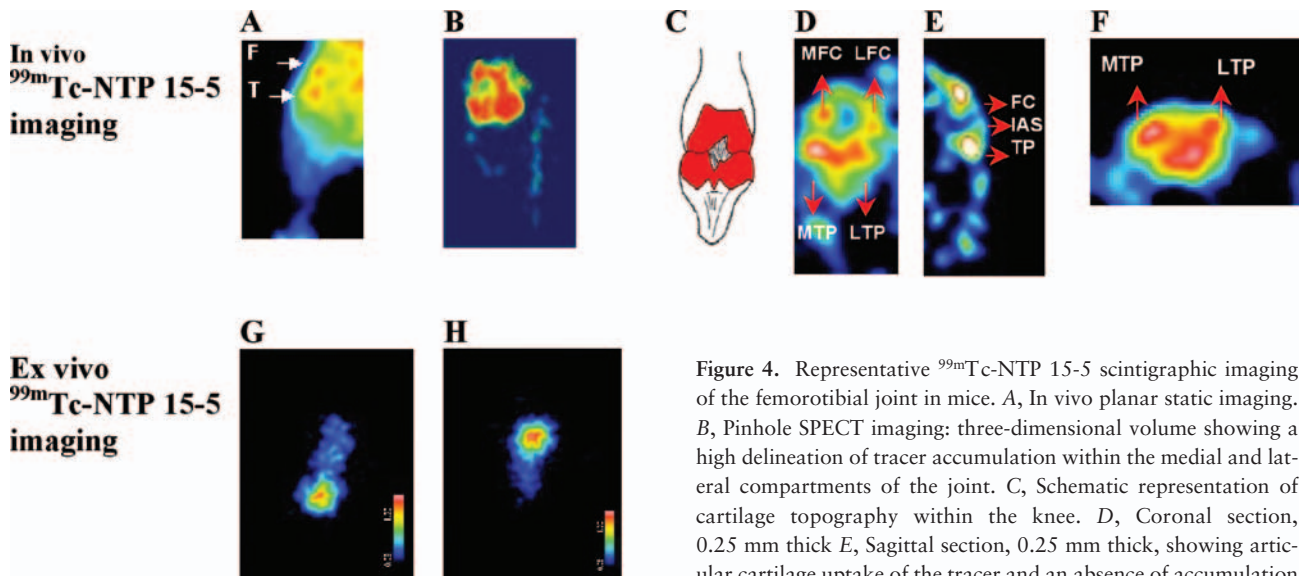 A
B
C
D
E
F
In vivo
99mTc-NTP 15-5
imaging
F
T
MFC LFC
MTP LTP
FC
IAS
TP
MTP
LTP
G
H
Ex vivo
99mTc-NTP 15-5
imaging
Figure 4. Representative 99mTc-NTP 15-5 scintigraphic imaging
of the femorotibial joint in mice. A, In vivo planar static imaging.
B, Pinhole SPECT imaging: three-dimensional volume showing a
high delineation of tracer accumulation within the medial and lat-
eral compartments of the joint. C, Schematic representation of
cartilage topography within the knee. D, Coronal section,
0.25 mm thick E, Sagittal section, 0.25 mm thick, showing artic-
ular cartilage uptake of the tracer and an absence of accumulation